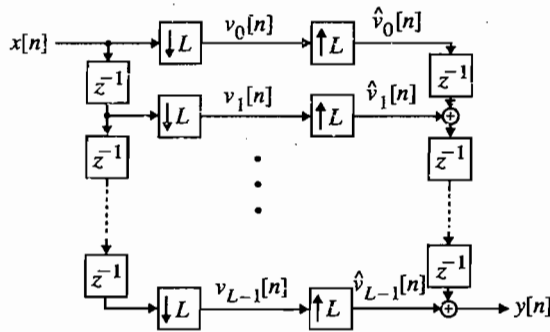 x[n] ↓L v₀[n] ↑L v̂₀[n]
z⁻¹ z⁻¹
↓L v₁[n] ↑L v̂₁[n] +
z⁻¹ z⁻¹
z⁻¹ z⁻¹
↓L v_{L-1}[n] ↑L v̂_{L-1}[n] + y[n]